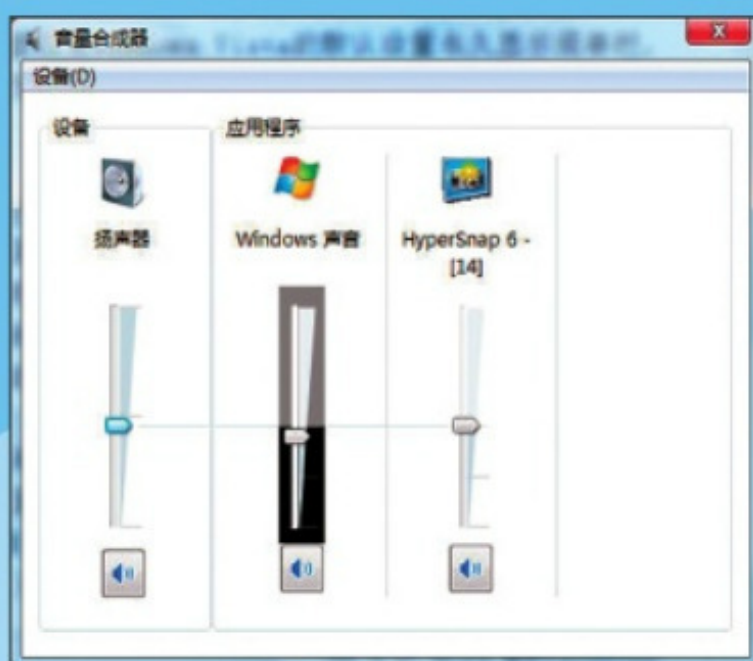 音量合成器
设备(D)
设备
应用程序
扬声器
Windows 声音
HyperSnap 6 -
[14]